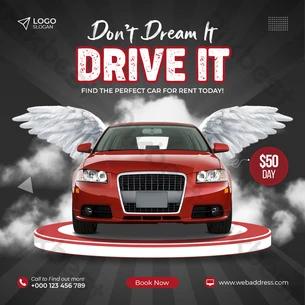 LOGO
SLOGAN
Don't Dream It
DRIVE IT
FIND THE PERFECT CAR FOR RENT TODAY!
$50
DAY
Call to Find out more
+000 123 456 789
Book Now
www.webaddress.com